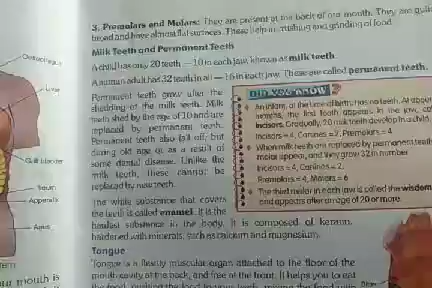 3. Premolars and Molars: They are present at the back of our mouth. They are quite
broad and have almost flat surfaces. These help in crushing and grinding of food.
Milk Teeth and Permanent Teeth
A child has only 20 teeth — 10 in each jaw, known as milk teeth.
A human adult has 32 teeth in all — 16 in each jaw. These are called permanent teeth.
Permanent teeth grow after the
shedding of the milk teeth. Milk
teeth shed by the age of 10 and are
replaced by permanent teeth.
Permanent teeth also fall off, but
during old age or as a result of
some dental disease. Unlike the
milk teeth, these cannot be
replaced by new teeth.
The white substance that covers
the teeth is called enamel. It is the
hardest substance in the body. It is composed of keratin,
hardened with minerals, such as calcium and magnesium.
Tongue
Tongue is a fleshy muscular organ attached to the floor of the
mouth cavity at the back, and free at the front. It helps you to eat
DID YOU KNOW ?
An infant, at the time of birth, has no teeth. At about
months, the first tooth appears in the jaw,
incisors. Gradually, 20 milk teeth develop in a child.
Incisors = 4, Canines = 2, Premolars = 4
When milk teeth are replaced by permanent teeth,
molar appear, and they grow 32 in number.
Incisors = 4, Canines = 2,
Premolars = 4, Molars = 6
The third molar in each jaw is called the wisdom
and appears after an age of 20 or more.
Oesophagus
Liver
Gall bladder
Anus
our mouth is